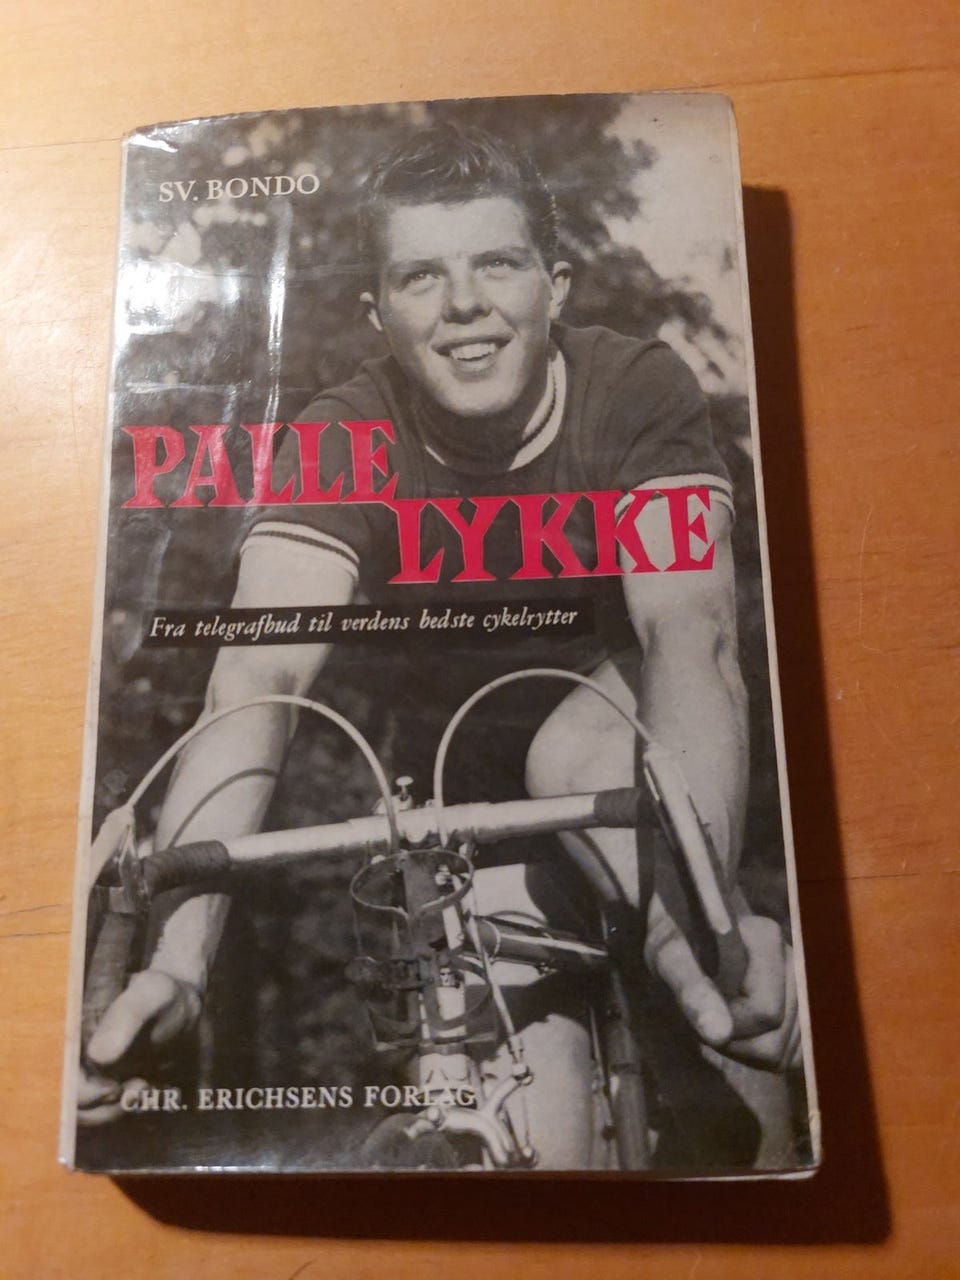 SV. BONDO
PALLE
LYKKE
Fra telegrafbud til verdens bedste cykelrytter
CHR. ERICHSENS FORLAG